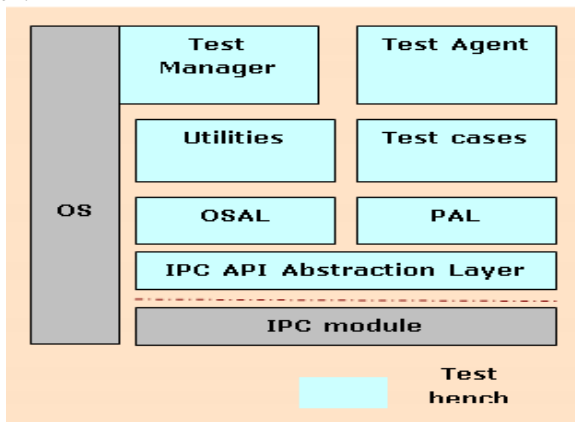 Test Manager
Test Agent
Utilities
Test cases
OS
OSAL
PAL
IPC API Abstraction Layer
IPC module
Test
bench